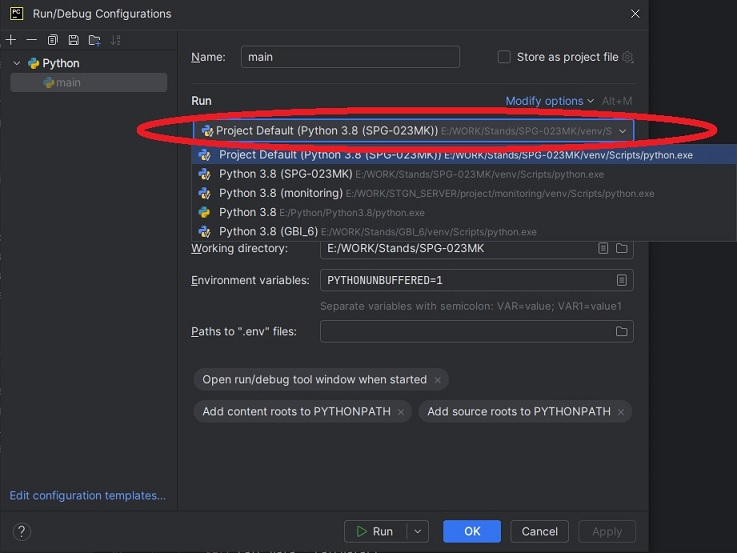 PC Run/Debug Configurations
Python
main
Name: main Store as project file
Run Modify options Alt+M
Project Default (Python 3.8 (SPG-023MK)) E:/WORK/Stands/SPG-023MK/venv/S
Project Default (Python 3.8 (SPG-023MK)) E:/WORK/Stands/SPG-023MK/venv/Scripts/python.exe
Python 3.8 (SPG-023MK) E:/WORK/Stands/SPG-023MK/venv/Scripts/python.exe
Python 3.8 (monitoring) E:/WORK/STGN_SERVER/project/monitoring/venv/Scripts/python.exe
Python 3.8 E:/Python/Python3.8/python.exe
Python 3.8 (GBI_6) E:/WORK/Stands/GBI_6/venv/Scripts/python.exe
Working directory: E:/WORK/Stands/SPG-023MK
Environment variables: PYTHONUNBUFFERED=1
Separate variables with semicolon: VAR=value; VAR1=value1
Paths to ".env" files:
Open run/debug tool window when started ×
Add content roots to PYTHONPATH × Add source roots to PYTHONPATH ×
Edit configuration templates...
? Run OK Cancel Apply